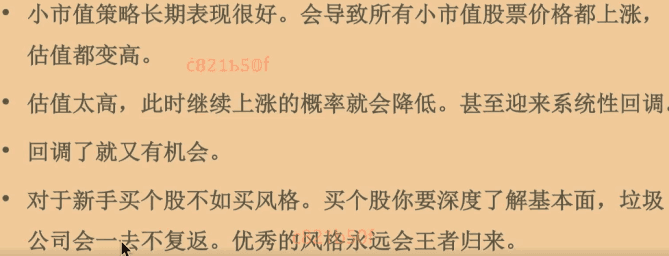 • 小市值策略长期表现很好。会导致所有小市值股票价格都上涨，
估值都变高。
c821b50f
• 估值太高，此时继续上涨的概率就会降低。甚至迎来系统性回调.
• 回调了就又有机会。
• 对于新手买个股不如买风格。买个股你要深度了解基本面，垃圾
公司会一去不复返。优秀的风格永远会王者归来。